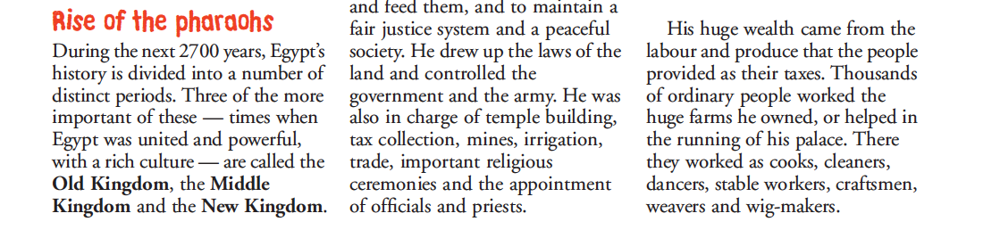 Rise of the pharaohs
During the next 2700 years, Egypt's
history is divided into a number of
distinct periods. Three of the more
important of these — times when
Egypt was united and powerful,
with a rich culture — are called the
Old Kingdom, the Middle
Kingdom and the New Kingdom.
and feed them, and to maintain a
fair justice system and a peaceful
society. He drew up the laws of the
land and controlled the
government and the army. He was
also in charge of temple building,
tax collection, mines, irrigation,
trade, important religious
ceremonies and the appointment
of officials and priests.
His huge wealth came from the
labour and produce that the people
provided as their taxes. Thousands
of ordinary people worked the
huge farms he owned, or helped in
the running of his palace. There
they worked as cooks, cleaners,
dancers, stable workers, craftsmen,
weavers and wig-makers.